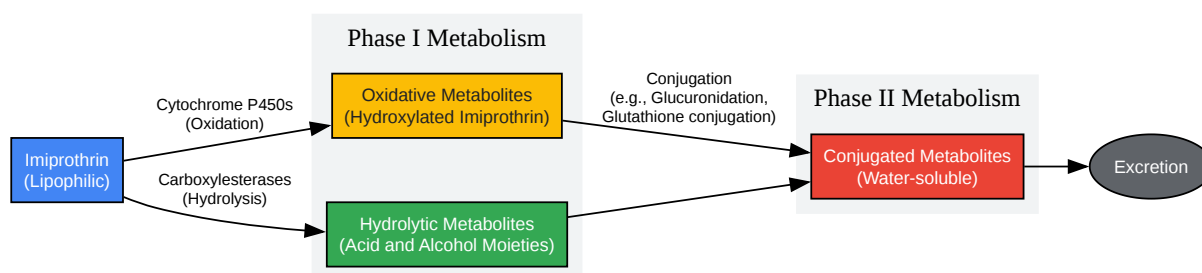 Phase I Metabolism
Cytochrome P450s
(Oxidation)
Oxidative Metabolites
(Hydroxylated Imiprothrin)
Conjugation
(e.g., Glucuronidation,
Glutathione conjugation)
Phase II Metabolism
Imiprothrin
(Lipophilic)
Carboxylesterases
(Hydrolysis)
Hydrolytic Metabolites
(Acid and Alcohol Moieties)
Conjugated Metabolites
(Water-soluble)
Excretion